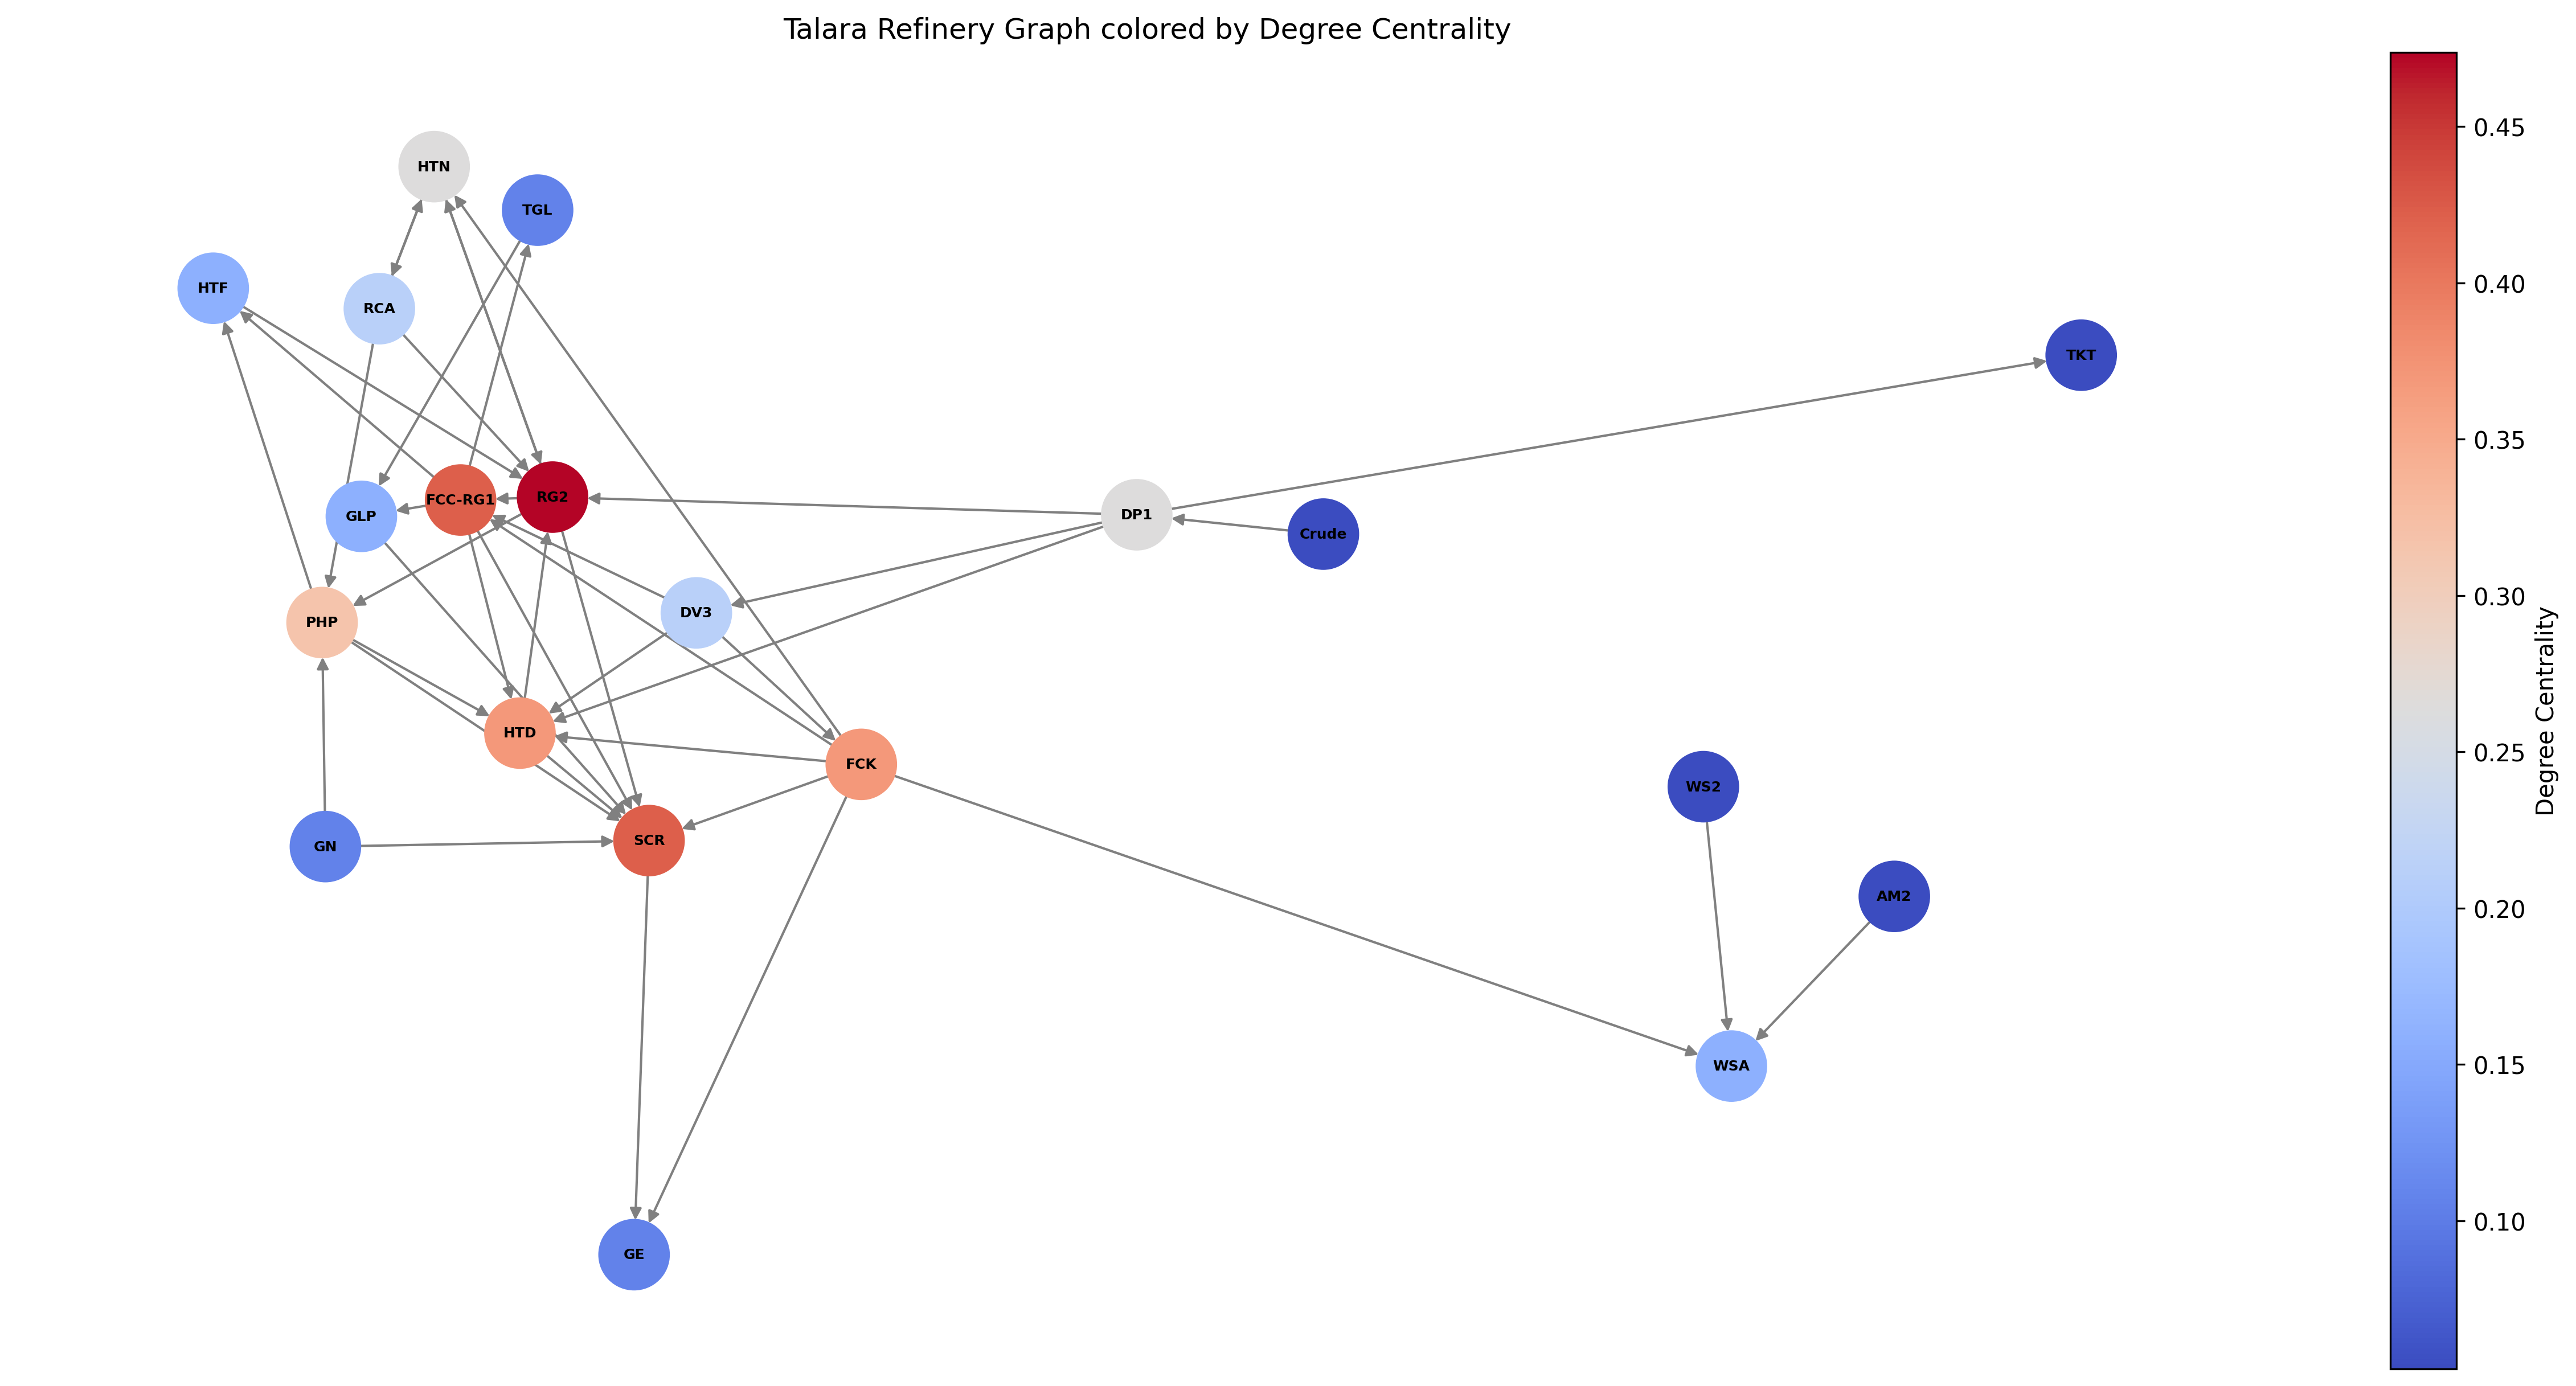 Talara Refinery Graph colored by Degree Centrality
HTN
TGL
HTF
RCA
TKT
FCC-RG1
RG2
GLP
DP1
Crude
DV3
PHP
HTD
FCK
WS2
SCR
GN
AM2
WSA
GE
0.45
0.40
0.35
0.30
0.25
0.20
0.15
0.10
Degree Centrality